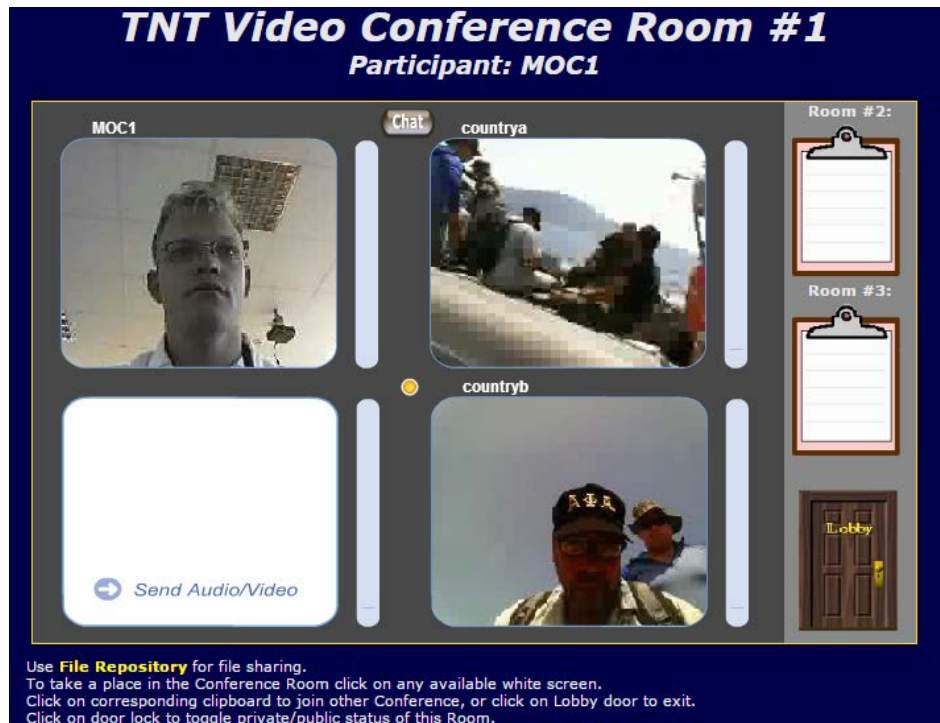 TNT Video Conference Room #1
Participant: MOC1
MOC1
Chat
countrya
Room #2:
Room #3:
countryb
ΑΦΑ
Lobby
Send Audio/Video
Use File Repository for file sharing.
To take a place in the Conference Room click on any available white screen.
Click on corresponding clipboard to join other Conference, or click on Lobby door to exit.
Click on door lock to toggle private/public status of this Room.